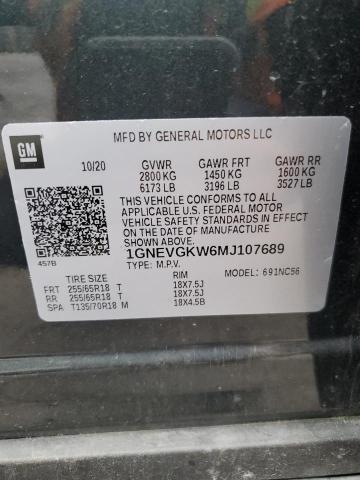 GM
MFD BY GENERAL MOTORS LLC
10/20 GVWR GAWR FRT GAWR RR
2800KG 1450 KG 1600 KG
6173 LB 3196 LB 3527 LB
THIS VEHICLE CONFORMS TO ALL
APPLICABLE U.S. FEDERAL MOTOR
VEHICLE SAFETY STANDARDS IN EFFECT
ON THE DATE OF MANUFACTURE
SHOWN ABOVE.
1GNEVGKW6MJ107689
457B TYPE: M.P.V. MODEL: 691NC56
TIRE SIZE RIM
FRT 255/65R18 T 18X7.5J
RR 255/65R18 T 18X7.5J
SPA T135/70R18 M 18X4.5B